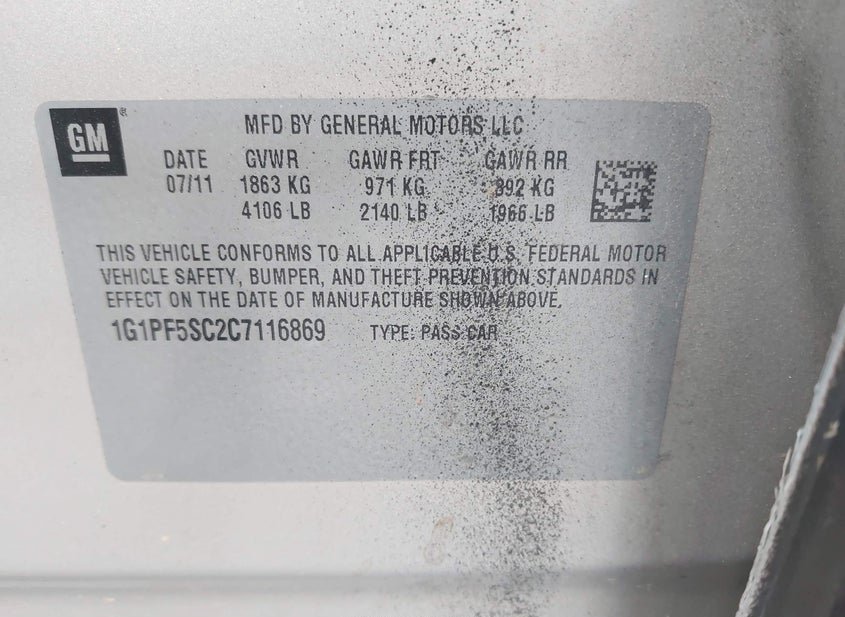 GM
MFD BY GENERAL MOTORS LLC
DATE GVWR GAWR FRT GAWR RR
07/11 1863 KG 971 KG 892 KG
4106 LB 2140 LB 1966 LB
THIS VEHICLE CONFORMS TO ALL APPLICABLE U.S. FEDERAL MOTOR
VEHICLE SAFETY, BUMPER, AND THEFT PREVENTION STANDARDS IN
EFFECT ON THE DATE OF MANUFACTURE SHOWN ABOVE.
1G1PF5SC2C7116869 TYPE: PASS CAR